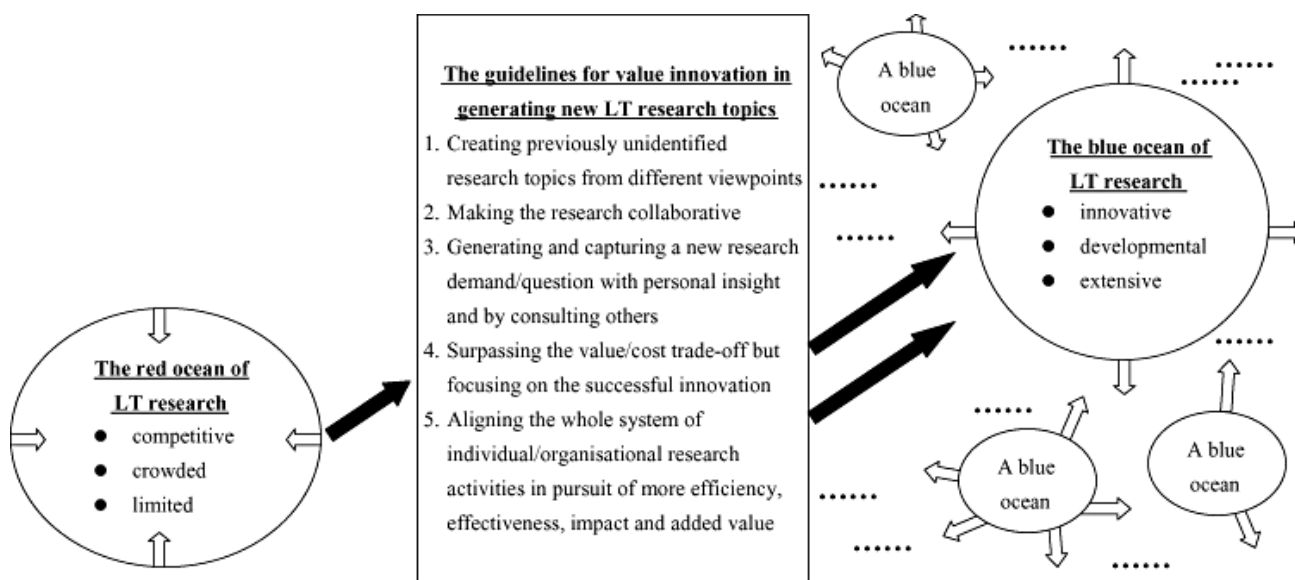 The red ocean of
LT research
● competitive
● crowded
● limited
The guidelines for value innovation in
generating new LT research topics
1. Creating previously unidentified
research topics from different viewpoints
2. Making the research collaborative
3. Generating and capturing a new research
demand/question with personal insight
and by consulting others
4. Surpassing the value/cost trade-off but
focusing on the successful innovation
5. Aligning the whole system of
individual/organisational research
activities in pursuit of more efficiency,
effectiveness, impact and added value
A blue
ocean
The blue ocean of
LT research
● innovative
● developmental
● extensive
A blue
ocean
A blue
ocean